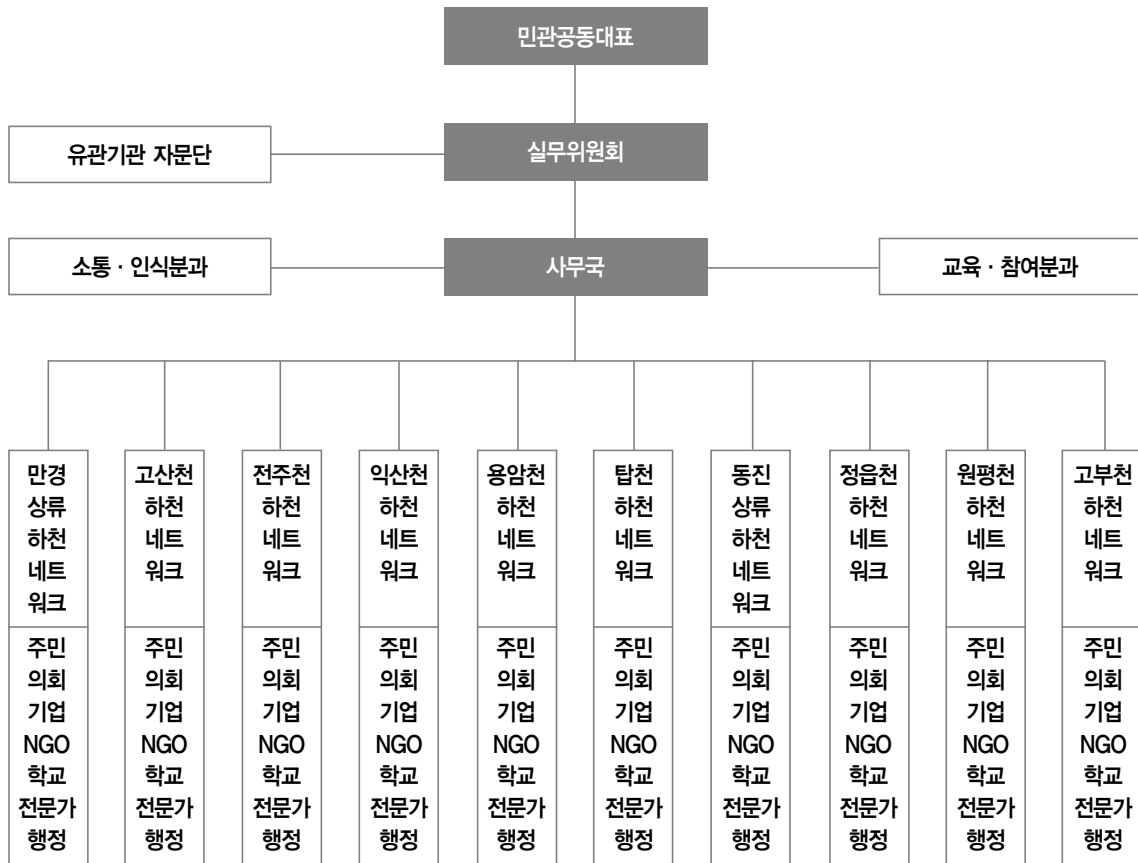 민관공동대표
유관기관 자문단
실무위원회
소통 · 인식분과
사무국
교육 · 참여분과
만경
상류
하천
네트
워크
고산천
하천
네트
워크
전주천
하천
네트
워크
익산천
하천
네트
워크
용암천
하천
네트
워크
탑천
하천
네트
워크
동진
상류
하천
네트
워크
정읍천
하천
네트
워크
원평천
하천
네트
워크
고부천
하천
네트
워크
주민
의회
기업
NGO
학교
전문가
행정
주민
의회
기업
NGO
학교
전문가
행정
주민
의회
기업
NGO
학교
전문가
행정
주민
의회
기업
NGO
학교
전문가
행정
주민
의회
기업
NGO
학교
전문가
행정
주민
의회
기업
NGO
학교
전문가
행정
주민
의회
기업
NGO
학교
전문가
행정
주민
의회
기업
NGO
학교
전문가
행정
주민
의회
기업
NGO
학교
전문가
행정
주민
의회
기업
NGO
학교
전문가
행정